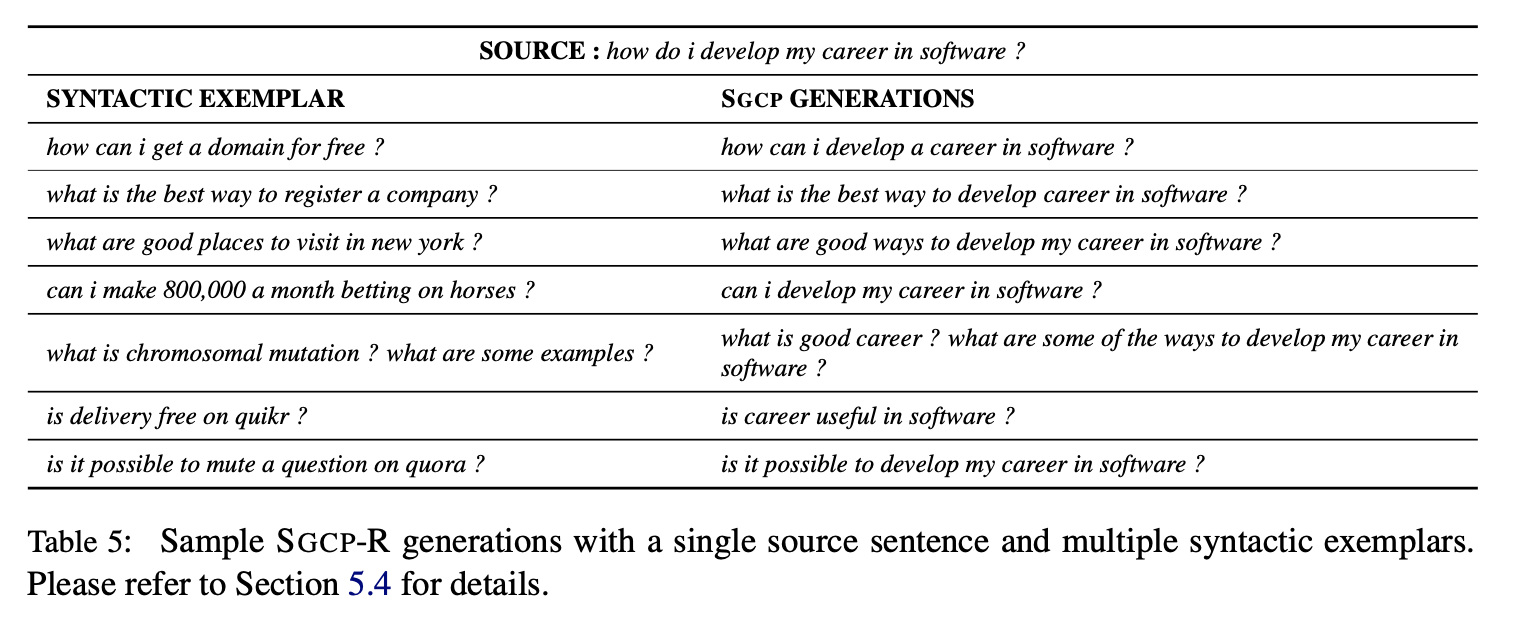 SOURCE : how do i develop my career in software ?
SYNTACTIC EXEMPLAR SGCP GENERATIONS
how can i get a domain for free ? how can i develop a career in software ?
what is the best way to register a company ? what is the best way to develop career in software ?
what are good places to visit in new york ? what are good ways to develop my career in software ?
can i make 800,000 a month betting on horses ? can i develop my career in software ?
what is chromosomal mutation ? what are some examples ? what is good career ? what are some of the ways to develop my career in
software ?
is delivery free on quikr ? is career useful in software ?
is it possible to mute a question on quora ? is it possible to develop my career in software ?
Table 5: Sample SGCP-R generations with a single source sentence and multiple syntactic exemplars.
Please refer to Section 5.4 for details.